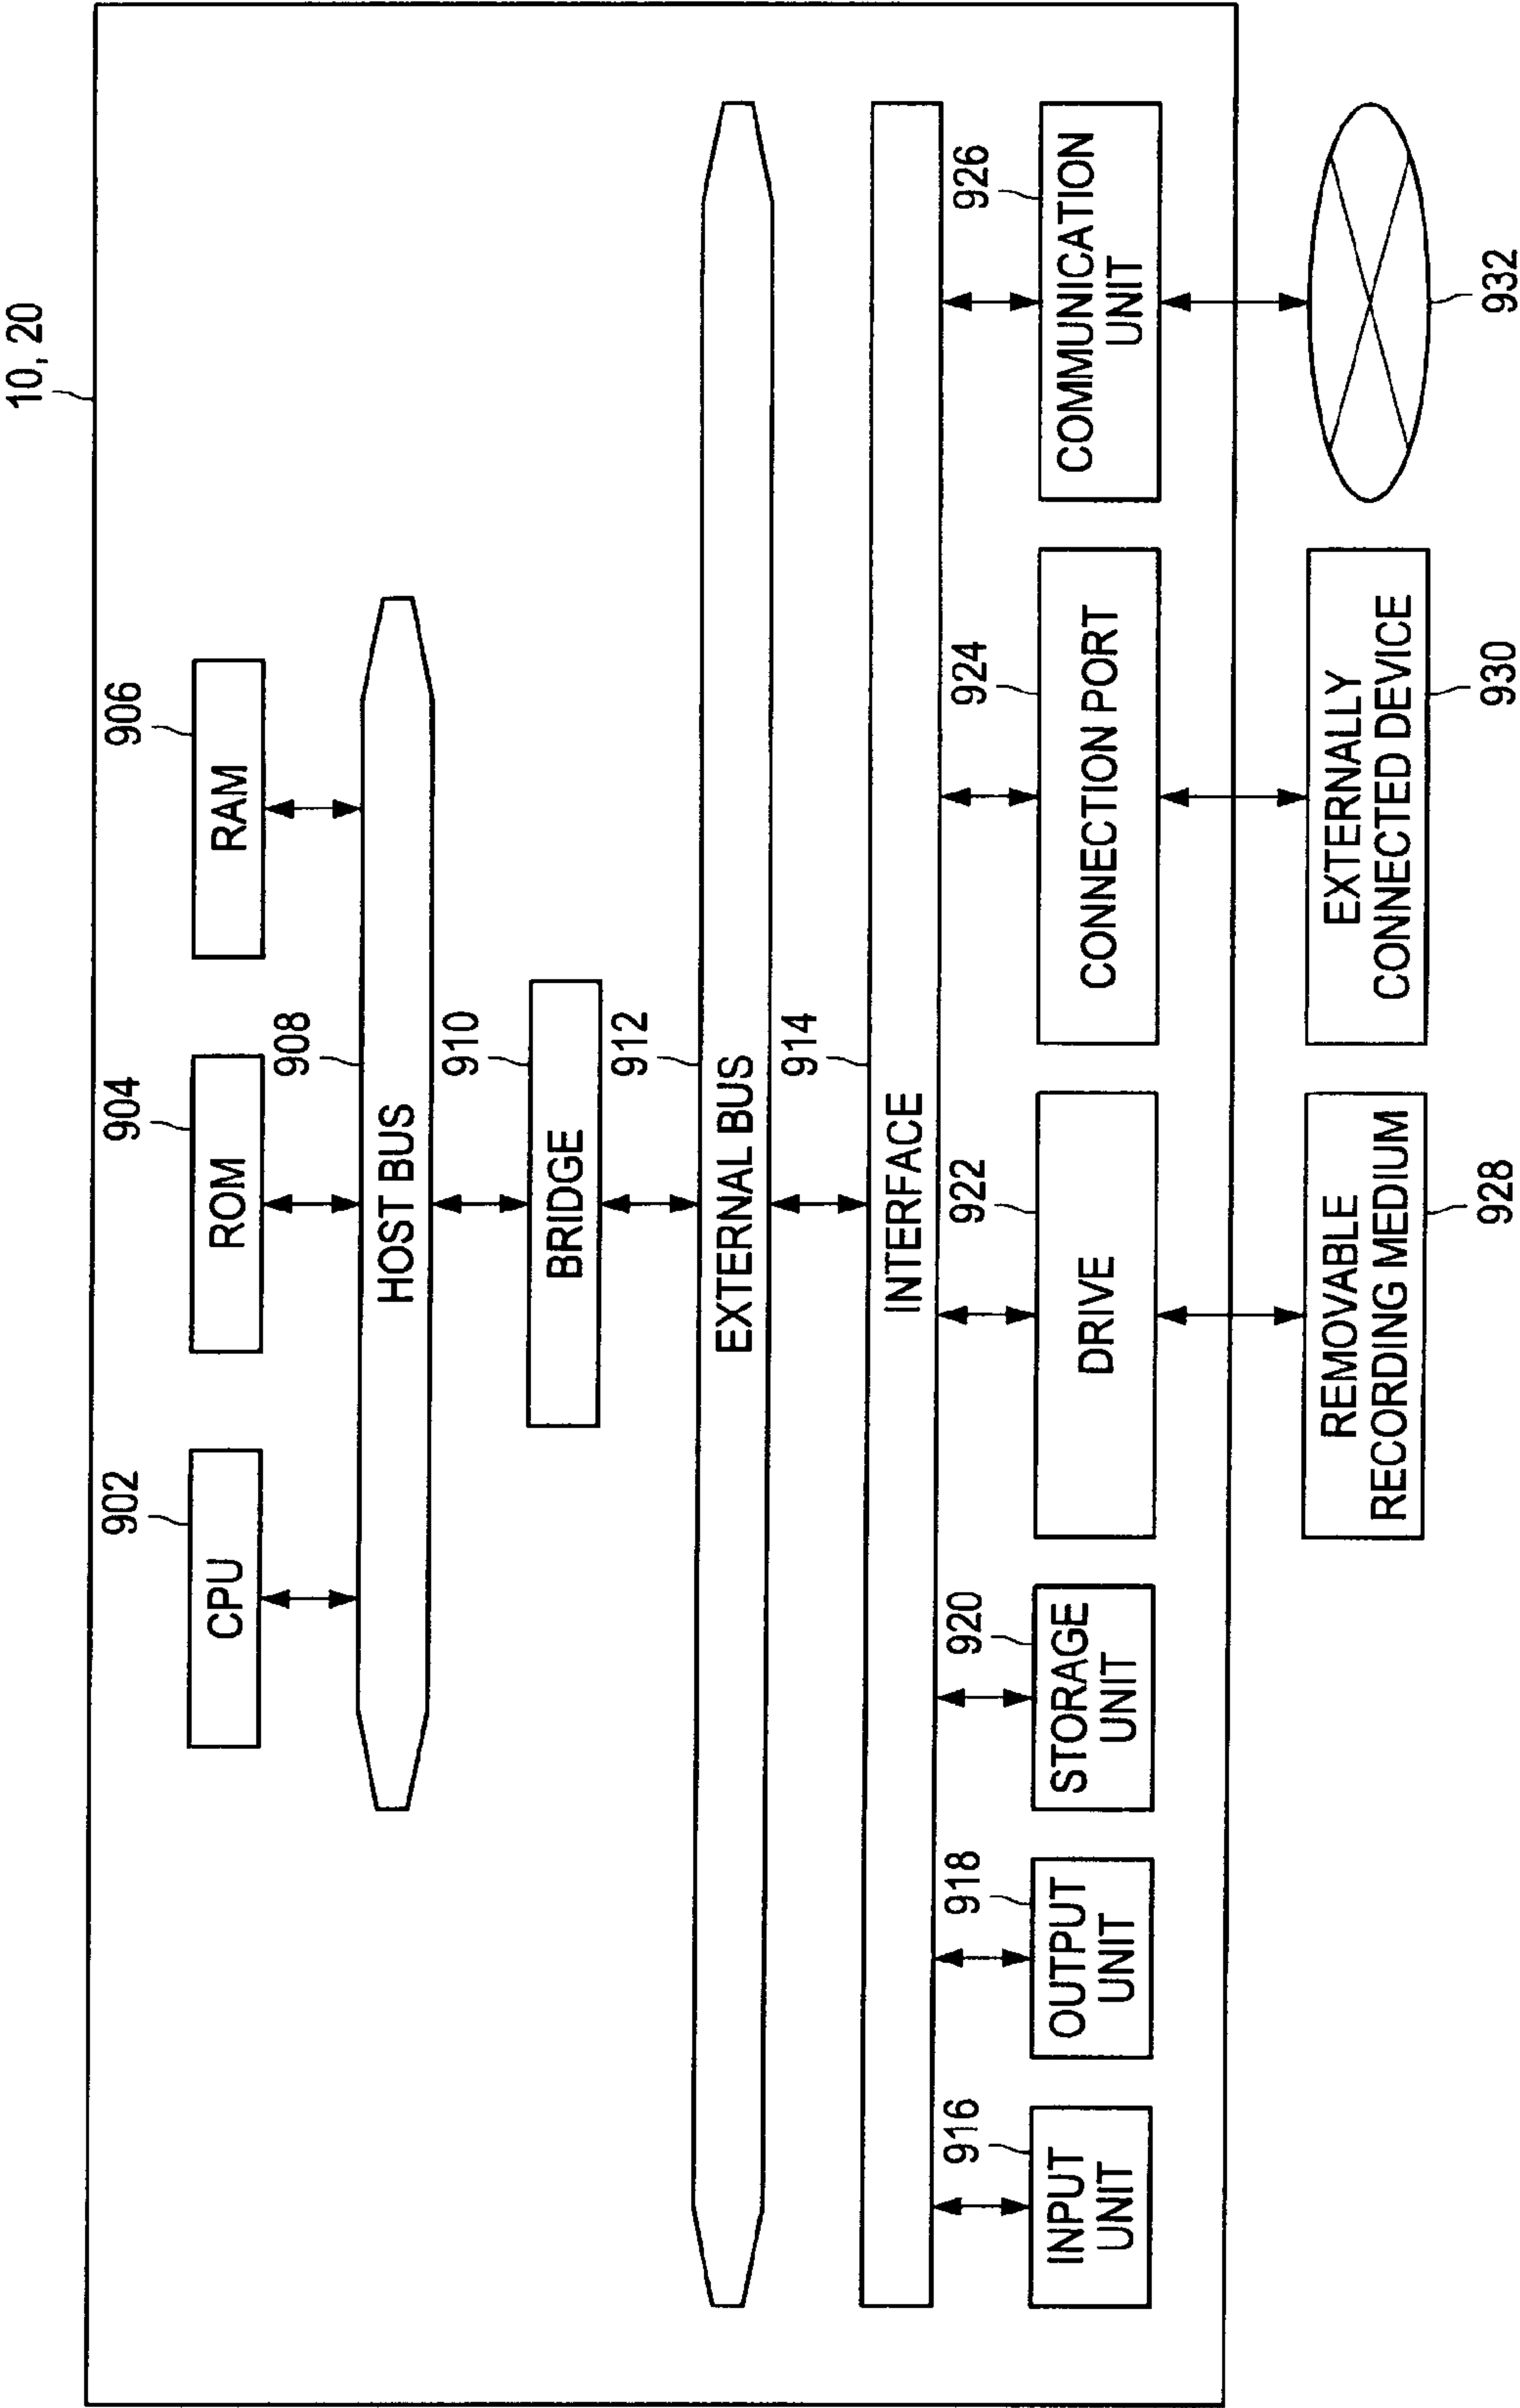 10, 20
902
904
906
CPU
ROM
RAM
908
HOST BUS
910
BRIDGE
912
EXTERNAL BUS
914
INTERFACE
916
918
920
922
924
926
INPUT
UNIT
OUTPUT
UNIT
STORAGE
UNIT
DRIVE
CONNECTION PORT
COMMUNICATION
UNIT
REMOVABLE
RECORDING MEDIUM
EXTERNALLY
CONNECTED DEVICE
928
930
932